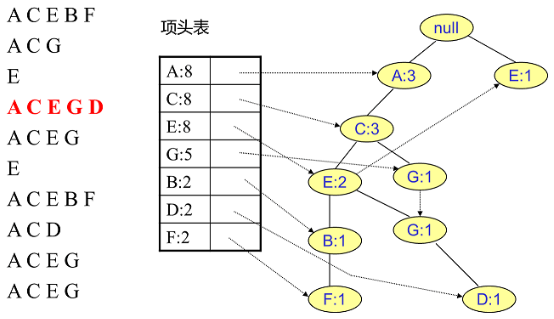 A C E B F
A C G
E
A C E G D
A C E G
E
A C E B F
A C D
A C E G
A C E G
项头表
A:8
C:8
E:8
G:5
B:2
D:2
F:2
null
A:3
E:1
C:3
E:2
G:1
B:1
G:1
F:1
D:1